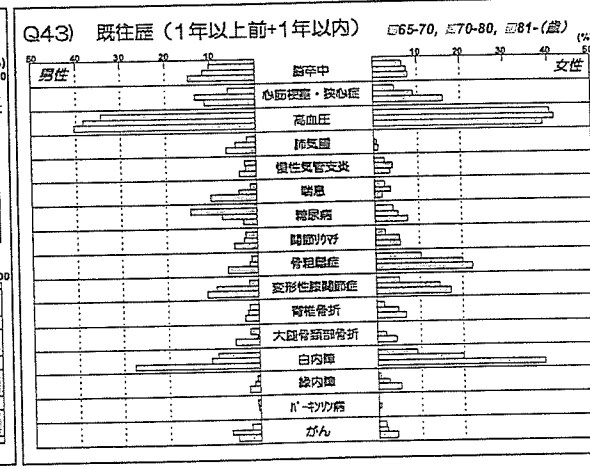 Q43) 既往歴（1年以上前+1年以内） 65-70, 70-80, 81-(歳)
(%)
50 40 30 20 10 10 20 30 40 50
男性 脳卒中 女性
心筋梗塞・狭心症
高血圧
肺気腫
慢性気管支炎
喘息
糖尿病
関節リウマチ
骨粗鬆症
変形性膝関節症
脊椎骨折
大腿骨頚部骨折
白内障
緑内障
パーキンソン病
がん